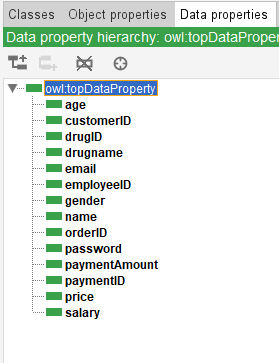 Classes Object properties Data properties
Data property hierarchy: owl:topDataProper
owl:topDataProperty
age
customerID
drugID
drugname
email
employeeID
gender
name
orderID
password
paymentAmount
paymentID
price
salary